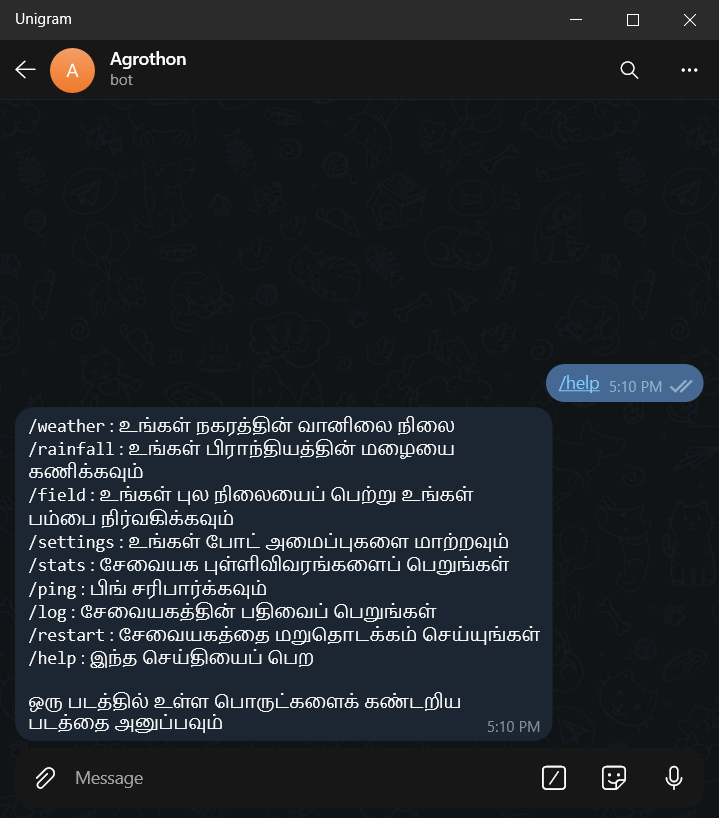 Unigram
A
Agrothon
bot
/help 5:10 PM
/weather : உங்கள் நகரத்தின் வானிலை நிலை
/rainfall : உங்கள் பிராந்தியத்தின் மழையை
கணிக்கவும்
/field : உங்கள் புல நிலையைப் பெற்று உங்கள்
பம்பை நிர்வகிக்கவும்
/settings : உங்கள் போட் அமைப்புகளை மாற்றவும்
/stats : சேவையக புள்ளிவிவரங்களைப் பெறுங்கள்
/ping : பிங் சரிபார்க்கவும்
/log : சேவையகத்தின் பதிவைப் பெறுங்கள்
/restart : சேவையகத்தை மறுதொடக்கம் செய்யுங்கள்
/help : இந்த செய்தியைப் பெற
ஒரு படத்தில் உள்ள பொருட்களைக் கண்டறிய
படத்தை அனுப்பவும்
5:10 PM
Message